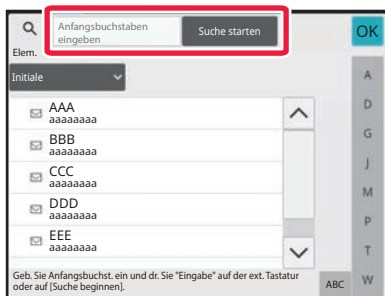 Anfangsbuchstaben
eingeben
Suche starten
OK
Elem.
Initiale
AAA
aaaaaaaa
BBB
aaaaaaaa
CCC
aaaaaaaa
DDD
aaaaaaaa
EEE
aaaaaaaa
A
D
G
J
M
P
T
W
Geb. Sie Anfangsbuchst. ein und dr. Sie "Eingabe" auf der ext. Tastatur
oder auf [Suche beginnen].
ABC